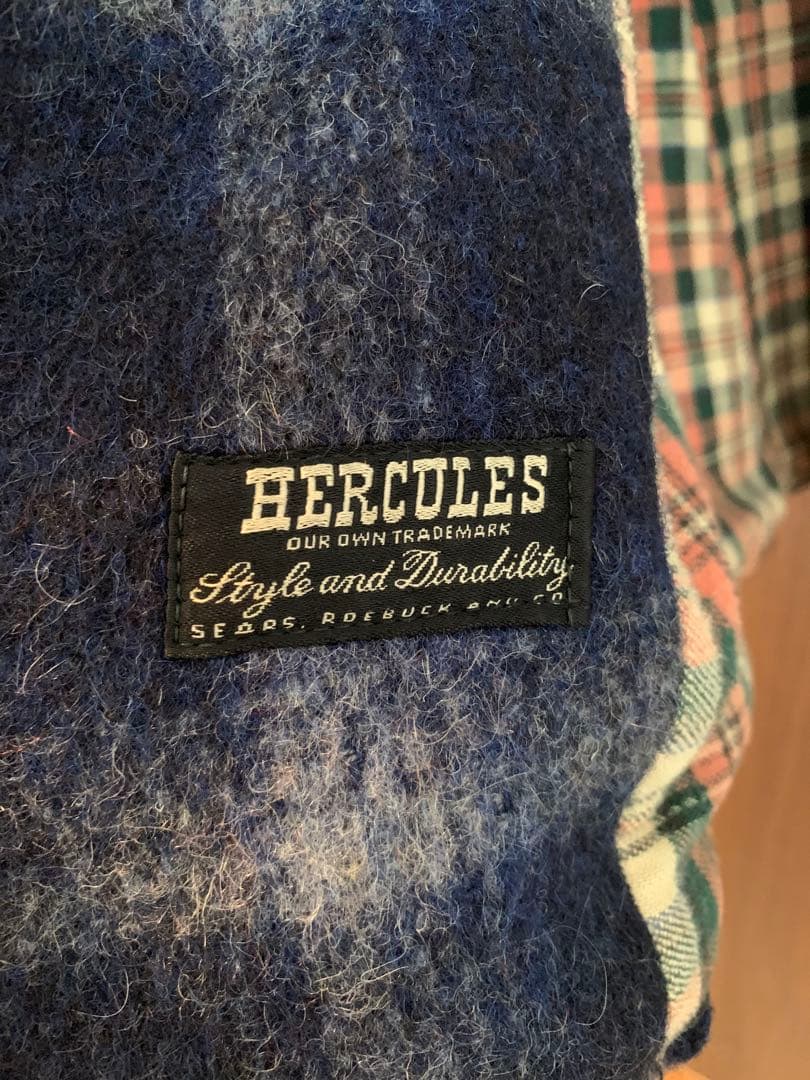 HERCULES
OUR OWN TRADEMARK
Style and Durability
SEARS, ROEBUCK AND CO